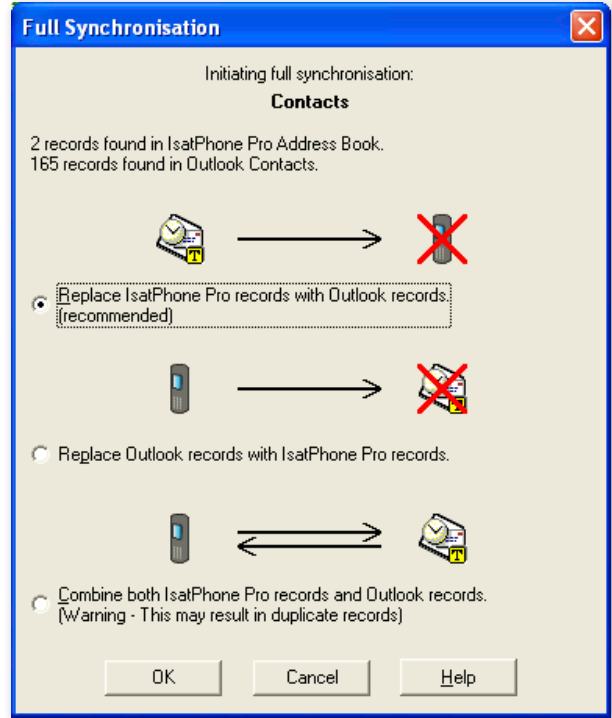 Full Synchronisation
Initiating full synchronisation:
Contacts
2 records found in IsatPhone Pro Address Book.
165 records found in Outlook Contacts.
T
Replace IsatPhone Pro records with Outlook records.
(recommended)
T
Replace Outlook records with IsatPhone Pro records.
T
Combine both IsatPhone Pro records and Outlook records.
(Warning - This may result in duplicate records)
OK Cancel Help